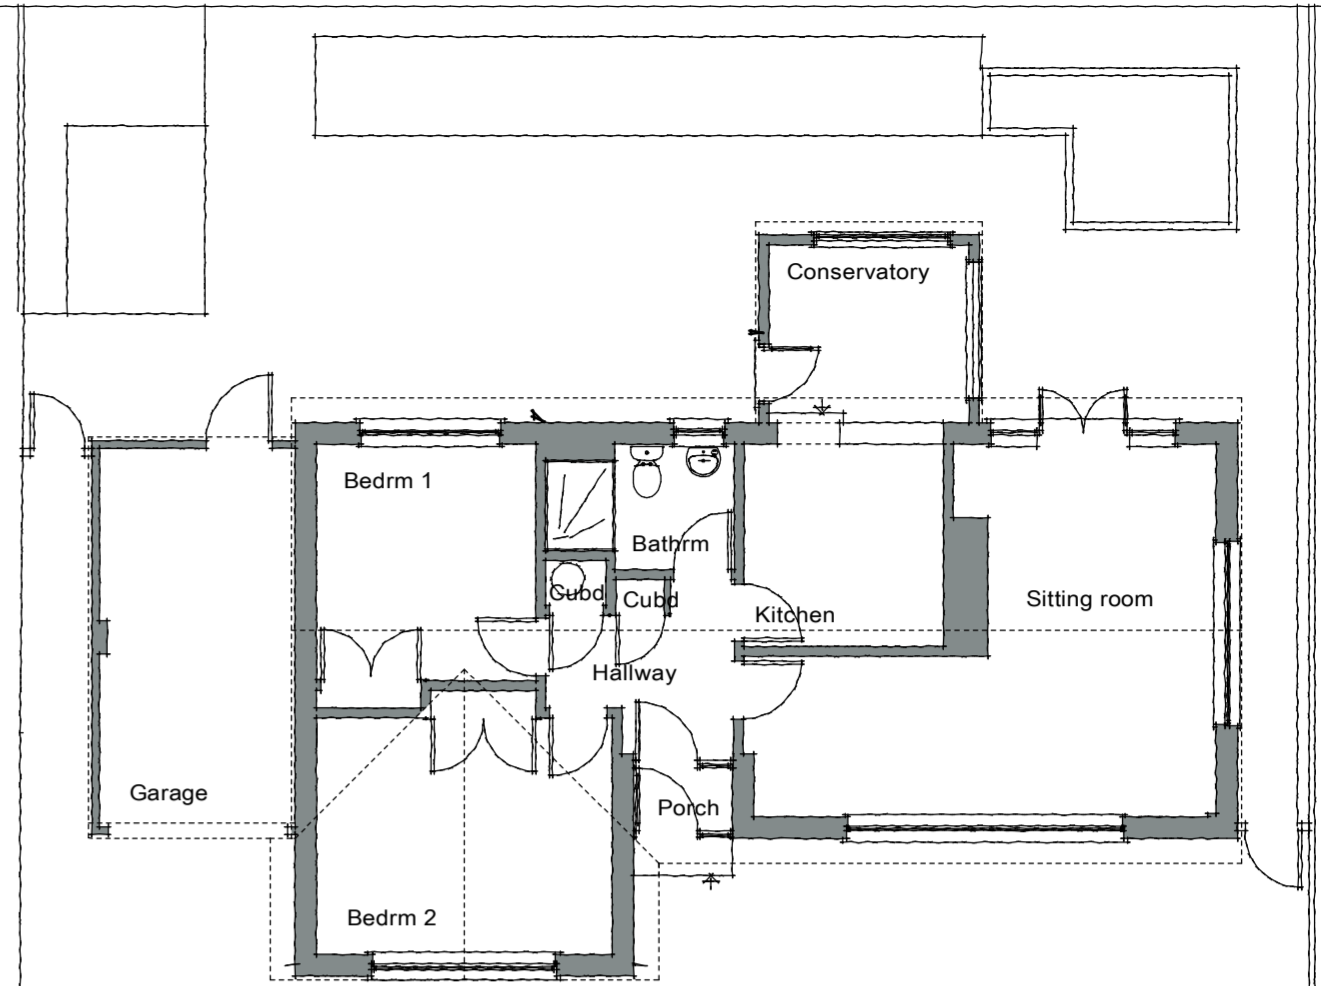 Conservatory
Bedrm 1
Bathrm
Cubd
Cubd
Kitchen
Sitting room
Hallway
Garage
Porch
Bedrm 2